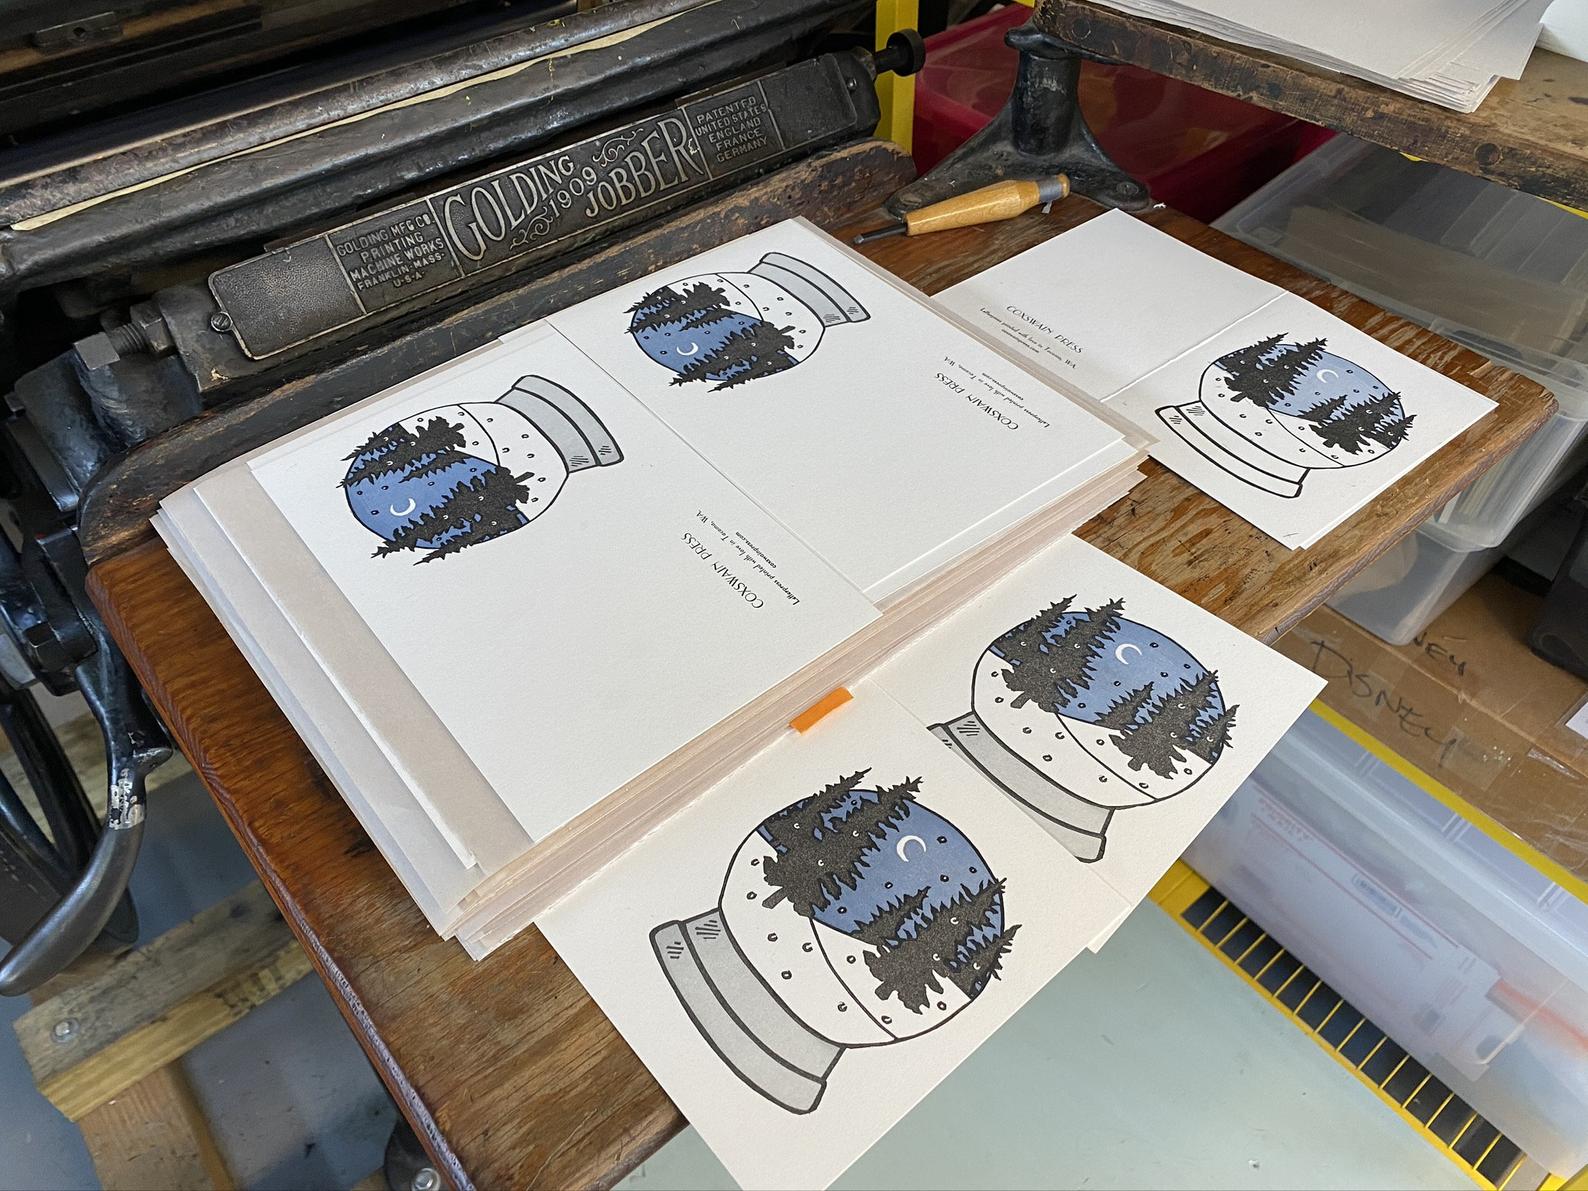 GOLDING MFG CO
PRINTING
MACHINE WORKS
FRANKLIN-MASS-
U·S·A·
GOLDING
1909
JOBBER
PATENTED
UNITED STATES
ENGLAND
FRANCE
GERMANY
COXSWAIN PRESS
Letterpress printed with love in Tacoma, WA.
coxswainpress.com
COXSWAIN PRESS
Letterpress printed with love in Tacoma, WA.
coxswainpress.com
COXSWAIN PRESS
Letterpress printed with love in Tacoma, WA.
coxswainpress.com
DISNEY